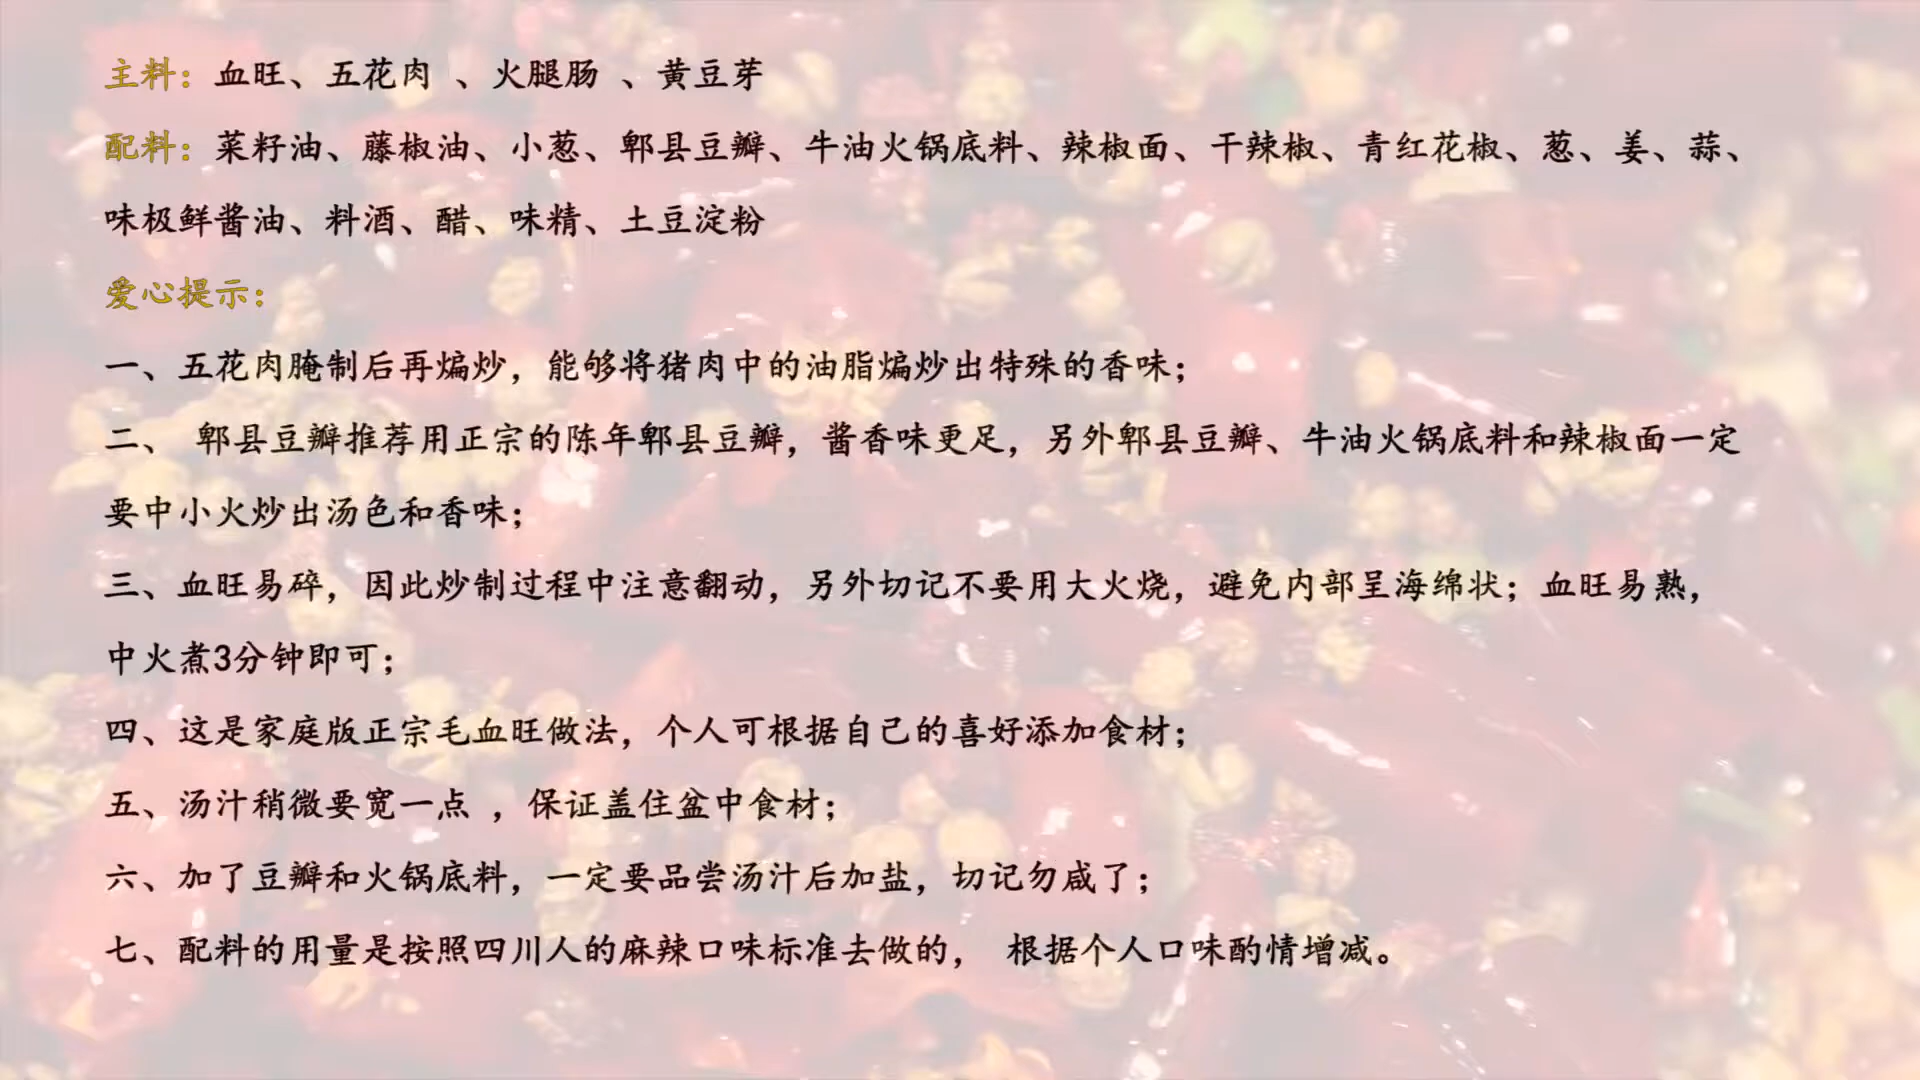 主料：血旺、五花肉 、火腿肠 、黄豆芽
配料：菜籽油、藤椒油、小葱、郫县豆瓣、牛油火锅底料、辣椒面、干辣椒、青红花椒、葱、姜、蒜、
味极鲜酱油、料酒、醋、味精、土豆淀粉
爱心提示：
一、五花肉腌制后再煸炒，能够将猪肉中的油脂煸炒出特殊的香味；
二、 郫县豆瓣推荐用正宗的陈年郫县豆瓣，酱香味更足，另外郫县豆瓣、牛油火锅底料和辣椒面一定
要中小火炒出汤色和香味；
三、血旺易碎，因此炒制过程中注意翻动，另外切记不要用大火烧，避免内部呈海绵状；血旺易熟，
中火煮3分钟即可；
四、这是家庭版正宗毛血旺做法，个人可根据自己的喜好添加食材；
五、汤汁稍微要宽一点 ，保证盖住盆中食材；
六、加了豆瓣和火锅底料，一定要品尝汤汁后加盐，切记勿咸了；
七、配料的用量是按照四川人的麻辣口味标准去做的， 根据个人口味酌情增减。